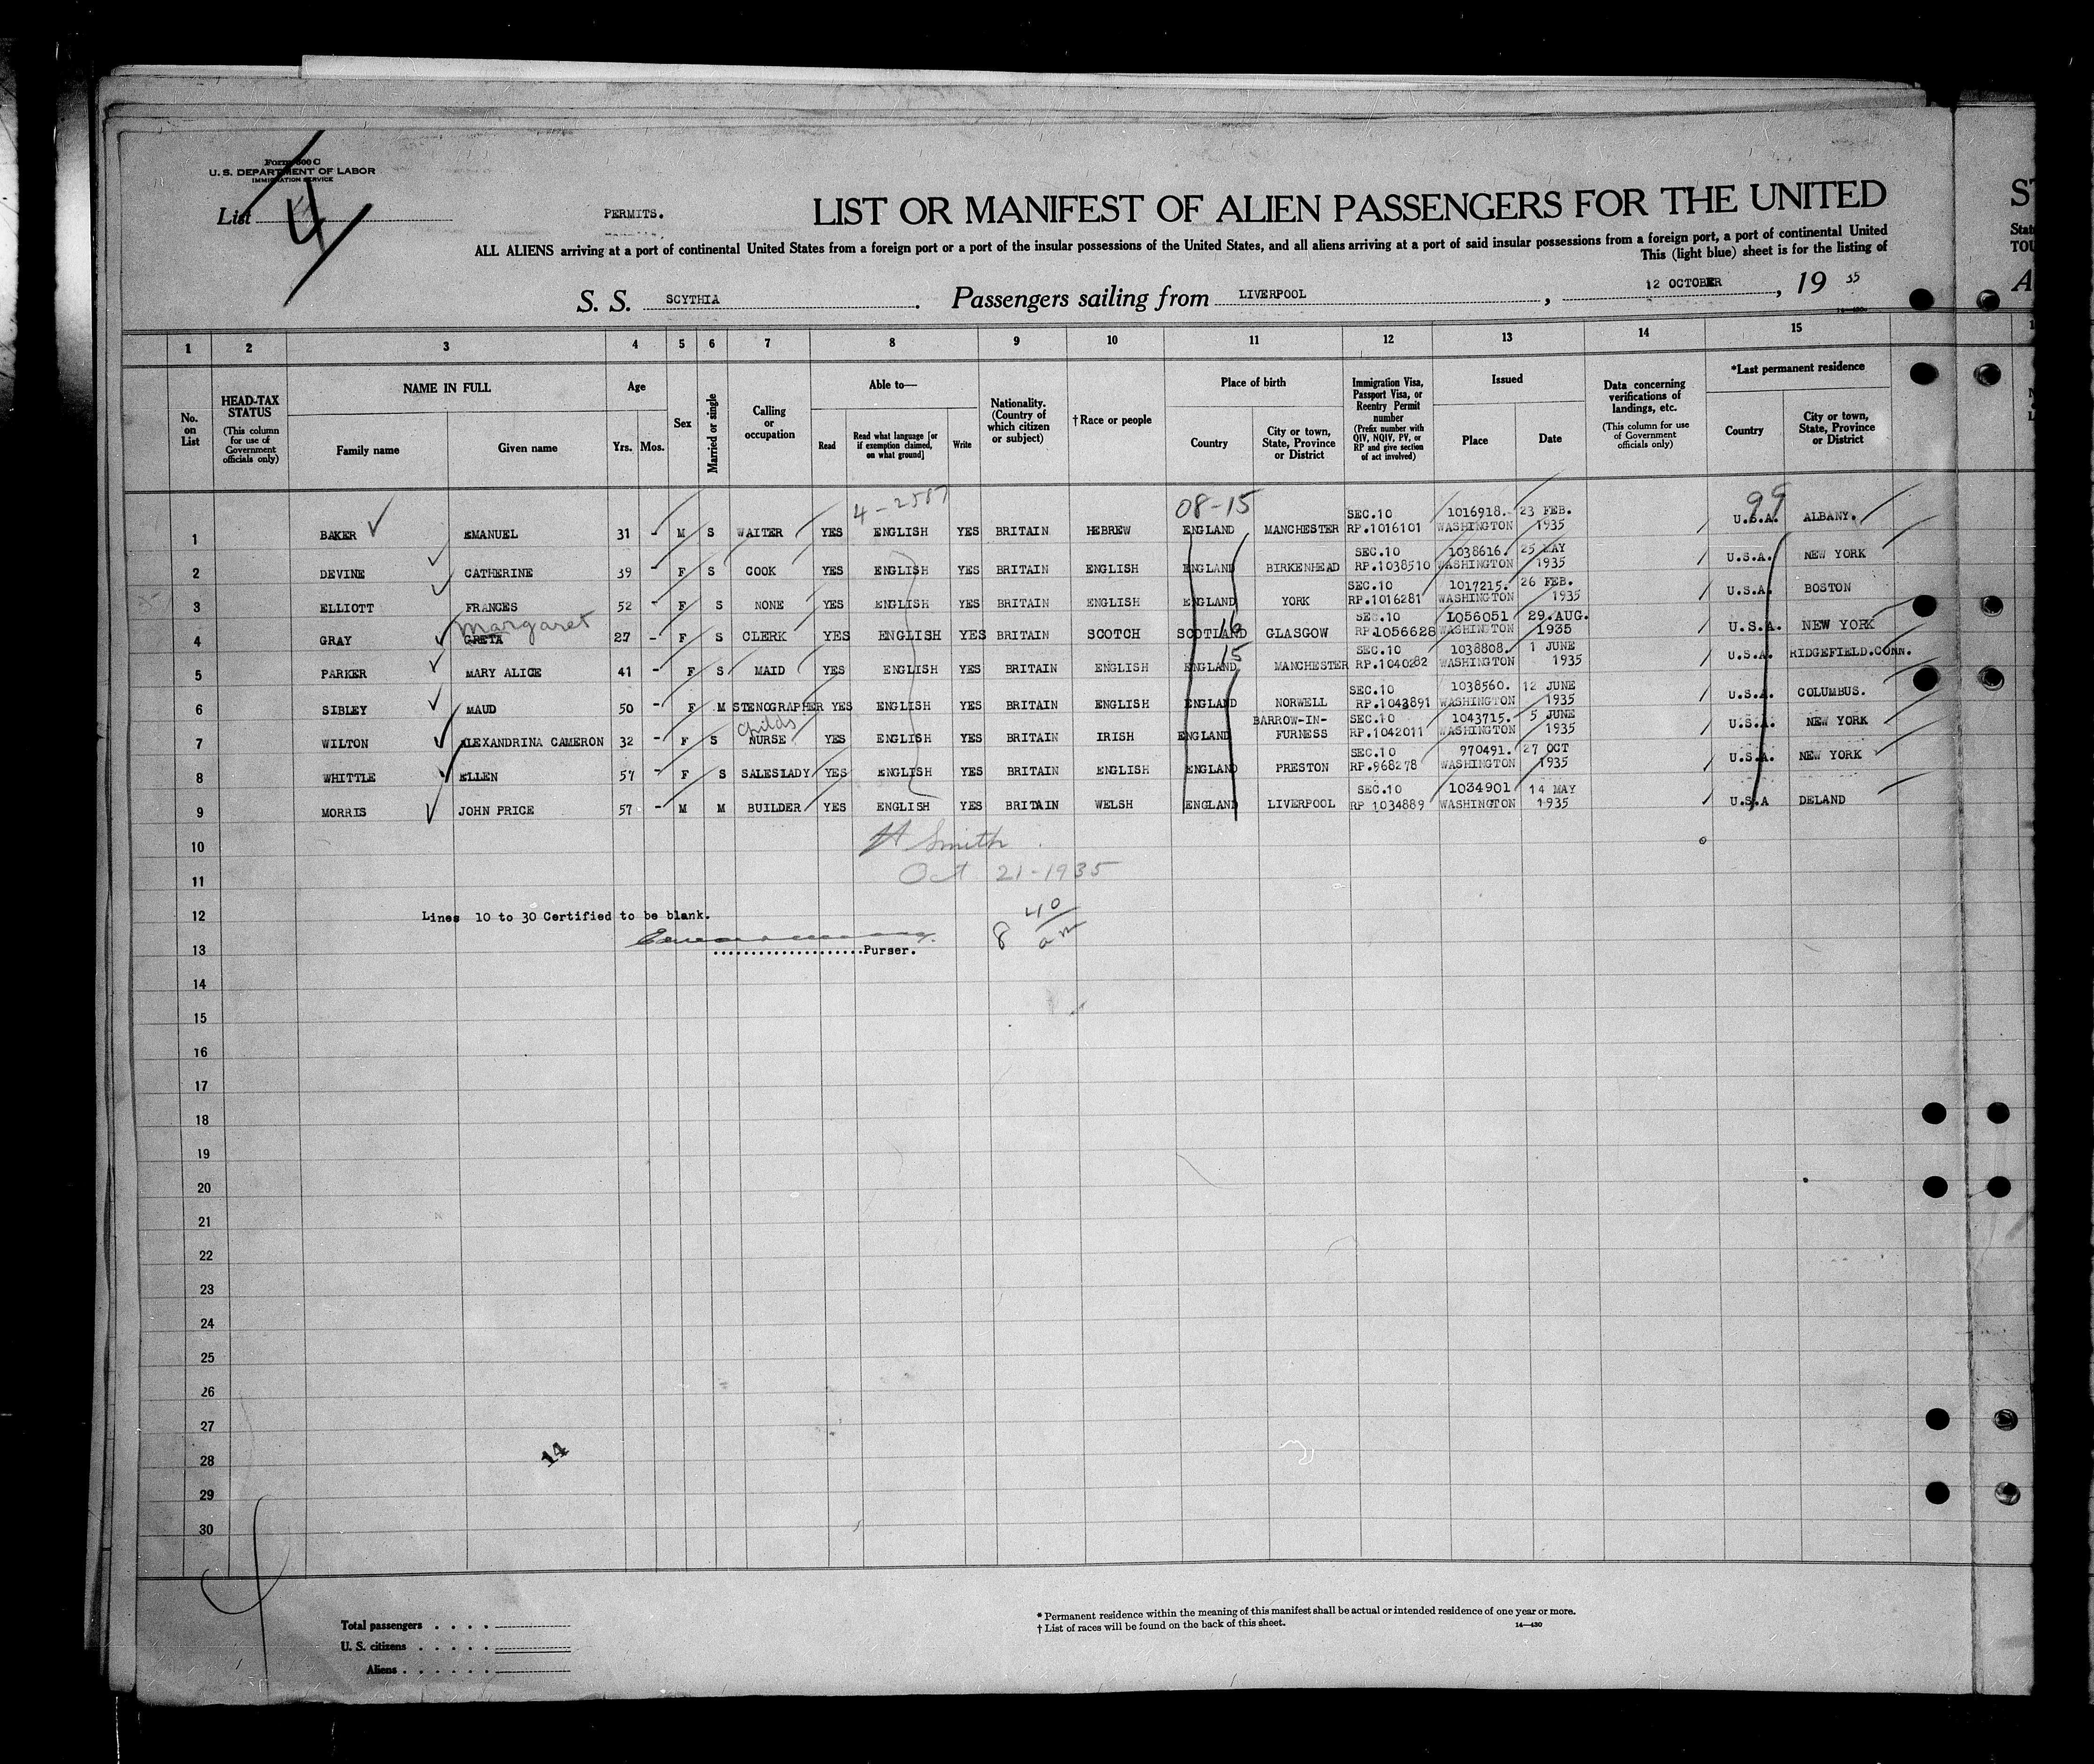 Form 500 C
U. S. DEPARTMENT OF LABOR
IMMIGRATION SERVICE
List 4
PERMITS.
LIST OR MANIFEST OF ALIEN PASSENGERS FOR THE UNITED
ALL ALIENS arriving at a port of continental United States from a foreign port or a port of the insular possessions of the United States, and all aliens arriving at a port of said insular possessions from a foreign port, a port of continental United
This (light blue) sheet is for the listing of
S. S. SCYTHIA. Passengers sailing from LIVERPOOL, 12 OCTOBER, 19 35
1 2 3 4 5 6 7 8 9 10 11 12 13 14 15
No. on List
HEAD-TAX STATUS (This column for use of Government officials only)
NAME IN FULL
Family name Given name
Age
Yrs. Mos.
Sex
Married or single
Calling or occupation
Able to—
Read Read what language [or if exemption claimed, on what ground] Write
Nationality. (Country of which citizen or subject)
† Race or people
Place of birth
Country City or town, State, Province or District
Immigration Visa, Passport Visa, or Reentry Permit number (Prefix number with QIV, NQIV, PV, or RP and give section of act involved)
Issued
Place Date
Data concerning verifications of landings, etc. (This column for use of Government officials only)
*Last permanent residence
Country City or town, State, Province or District
4-2587 08-15 99
1 BAKER EMANUEL 31 - M S WAITER YES ENGLISH YES BRITAIN HEBREW ENGLAND MANCHESTER SEC.10 RP.1016101 1016918. WASHINGTON 23 FEB. 1935 U.S.A. ALBANY.
2 DEVINE CATHERINE 39 - F S COOK YES ENGLISH YES BRITAIN ENGLISH ENGLAND BIRKENHEAD SEC.10 RP.1038510 1038616. WASHINGTON 25 MAY 1935 U.S.A. NEW YORK
3 ELLIOTT FRANCES 52 - F S NONE YES ENGLISH YES BRITAIN ENGLISH ENGLAND YORK SEC.10 RP.1016281 1017215. WASHINGTON 26 FEB. 1935 U.S.A. BOSTON
Margaret
4 GRAY GRETA 27 - F S CLERK YES ENGLISH YES BRITAIN SCOTCH SCOTLAND 16 GLASGOW SEC.10 RP.1056628 1056051 WASHINGTON 29.AUG. 1935 U.S.A. NEW YORK
5 PARKER MARY ALICE 41 - F S MAID YES ENGLISH YES BRITAIN ENGLISH ENGLAND 15 MANCHESTER SEC.10 RP.1040282 1038808. WASHINGTON 1 JUNE 1935 U.S.A. RIDGEFIELD.CONN.
6 SIBLEY MAUD 50 - F M STENOGRAPHER YES ENGLISH YES BRITAIN ENGLISH ENGLAND NORWELL SEC.10 RP.1043891 1038560. WASHINGTON 12 JUNE 1935 U.S.A. COLUMBUS.
7 WILTON ALEXANDRINA CAMERON 32 - F S Childs NURSE YES ENGLISH YES BRITAIN IRISH ENGLAND BARROW-IN-FURNESS SEC.10 RP.1042011 1043715. WASHINGTON 5 JUNE 1935 U.S.A. NEW YORK
8 WHITTLE ELLEN 57 - F S SALESLADY YES ENGLISH YES BRITAIN ENGLISH ENGLAND PRESTON SEC.10 RP.968278 970491. WASHINGTON 27 OCT 1935 U.S.A. NEW YORK
9 MORRIS JOHN PRICE 57 - M M BUILDER YES ENGLISH YES BRITAIN WELSH ENGLAND LIVERPOOL SEC.10 RP 1034889 1034901 WASHINGTON 14 MAY 1935 U.S.A DELAND
10 H Smith
11 Oct 21-1935
12 Lines 10 to 30 Certified to be blank.
8 40 am
13 Purser.
14
15
16
17
18
19
20
21
22
23
24
25
26
27
28 14
29
30
Total passengers
U. S. citizens
Aliens
* Permanent residence within the meaning of this manifest shall be actual or intended residence of one year or more.
† List of races will be found on the back of this sheet.
14—430